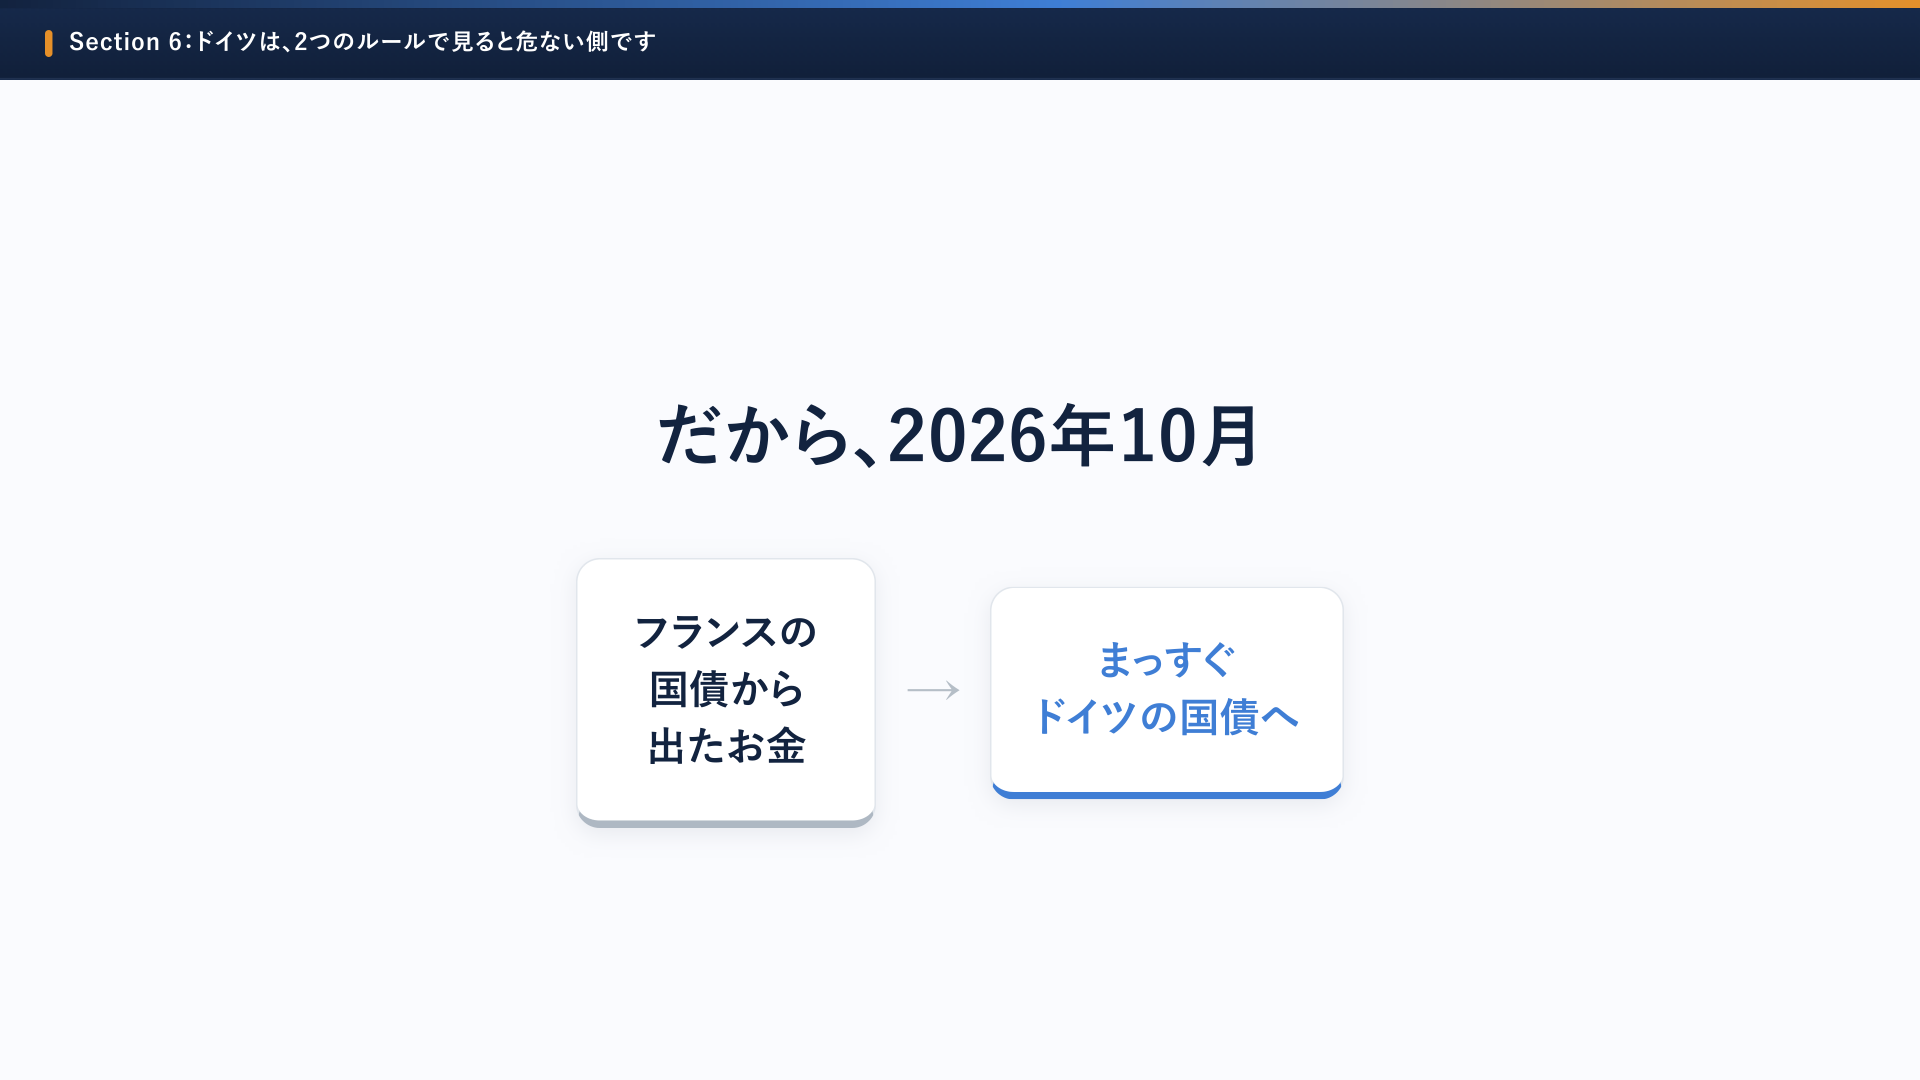 Section 6：ドイツは、2つのルールで見ると危ない側です
だから、2026年10月
フランスの
国債から
出たお金
→
まっすぐ
ドイツの国債へ